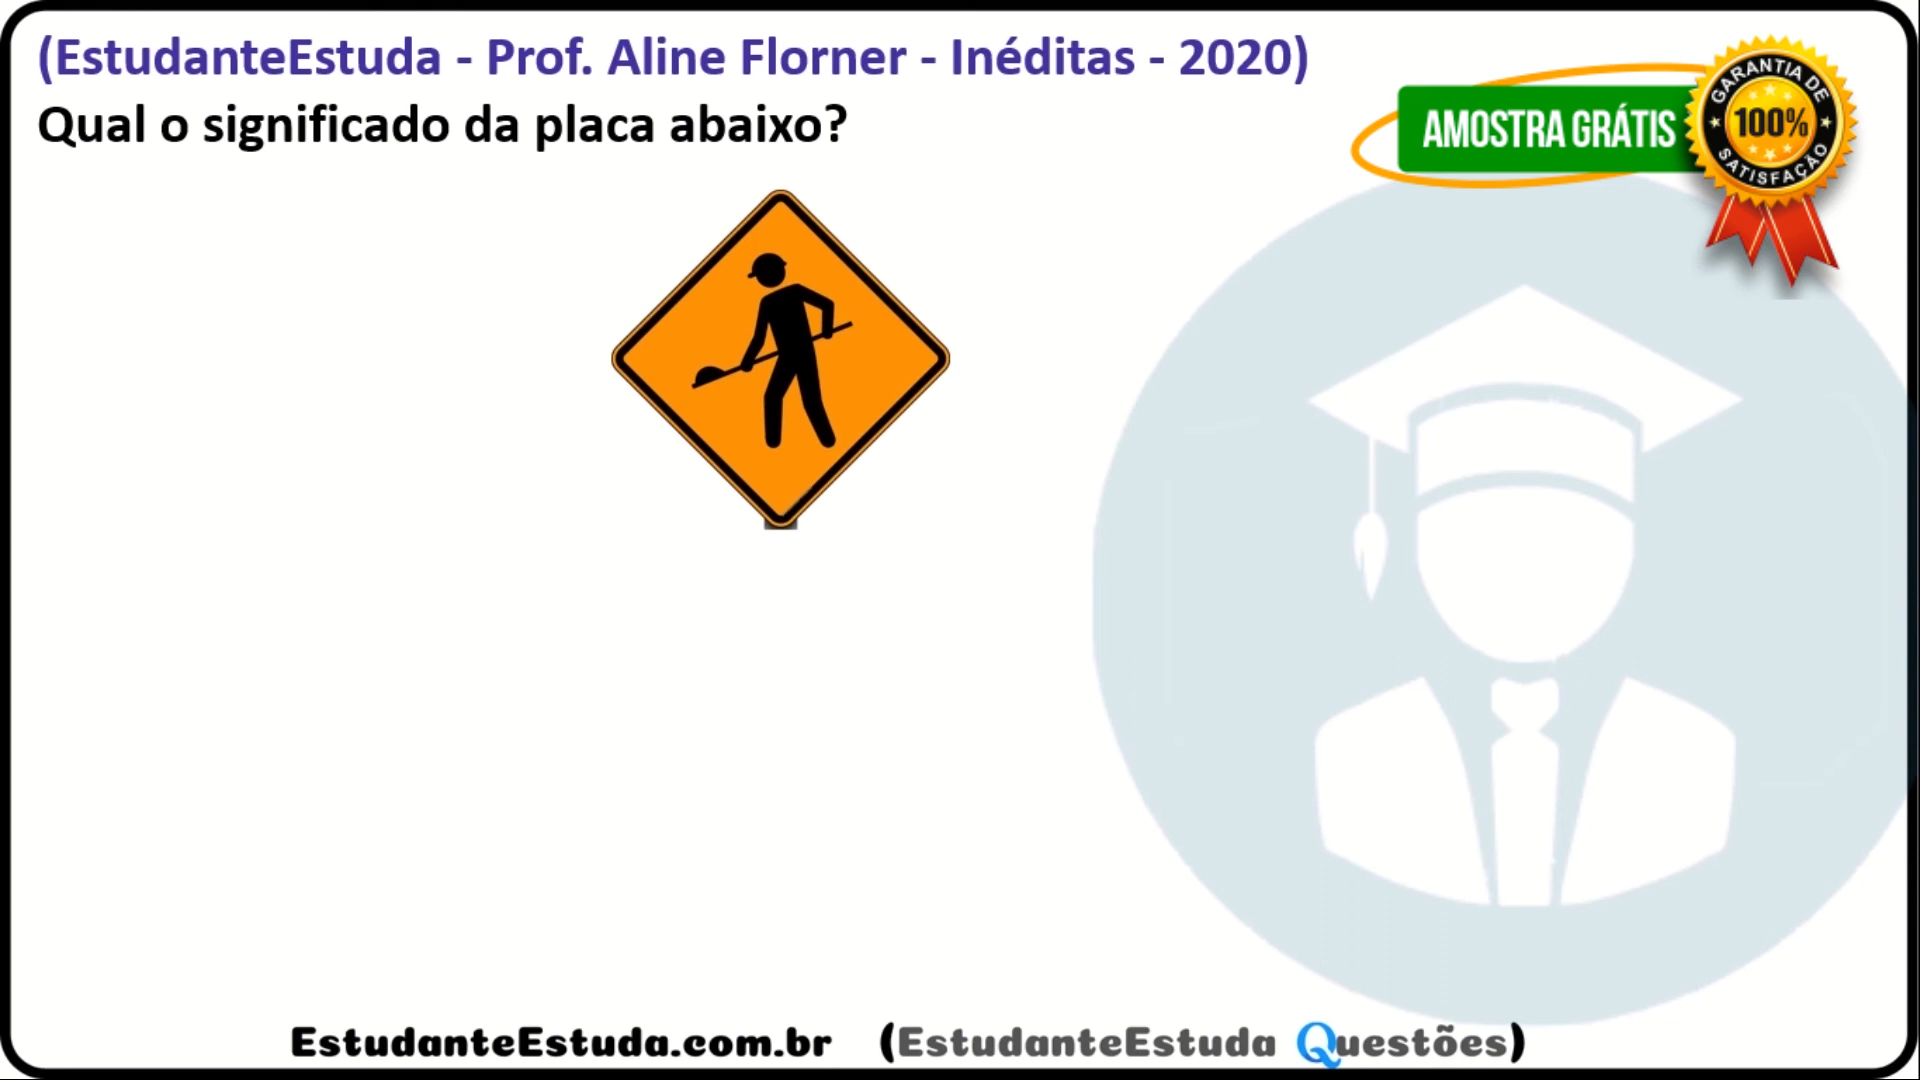 (EstudanteEstuda - Prof. Aline Florner - Inéditas - 2020)
Qual o significado da placa abaixo?
AMOSTRA GRÁTIS
GARANTIA DE
100%
SATISFAÇÃO
EstudanteEstuda.com.br (EstudanteEstuda Questões)